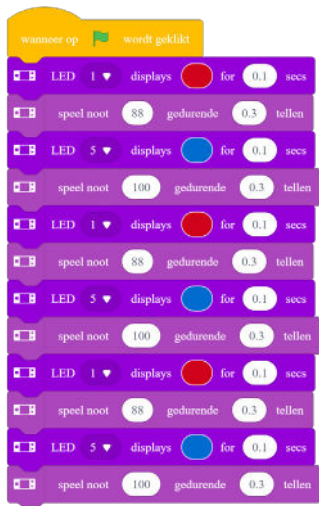 wanneer op wordt geklikt
LED 1 displays for 0.1 secs
speel noot 88 gedurende 0.3 tellen
LED 5 displays for 0.1 secs
speel noot 100 gedurende 0.3 tellen
LED 1 displays for 0.1 secs
speel noot 88 gedurende 0.3 tellen
LED 5 displays for 0.1 secs
speel noot 100 gedurende 0.3 tellen
LED 1 displays for 0.1 secs
speel noot 88 gedurende 0.3 tellen
LED 5 displays for 0.1 secs
speel noot 100 gedurende 0.3 tellen